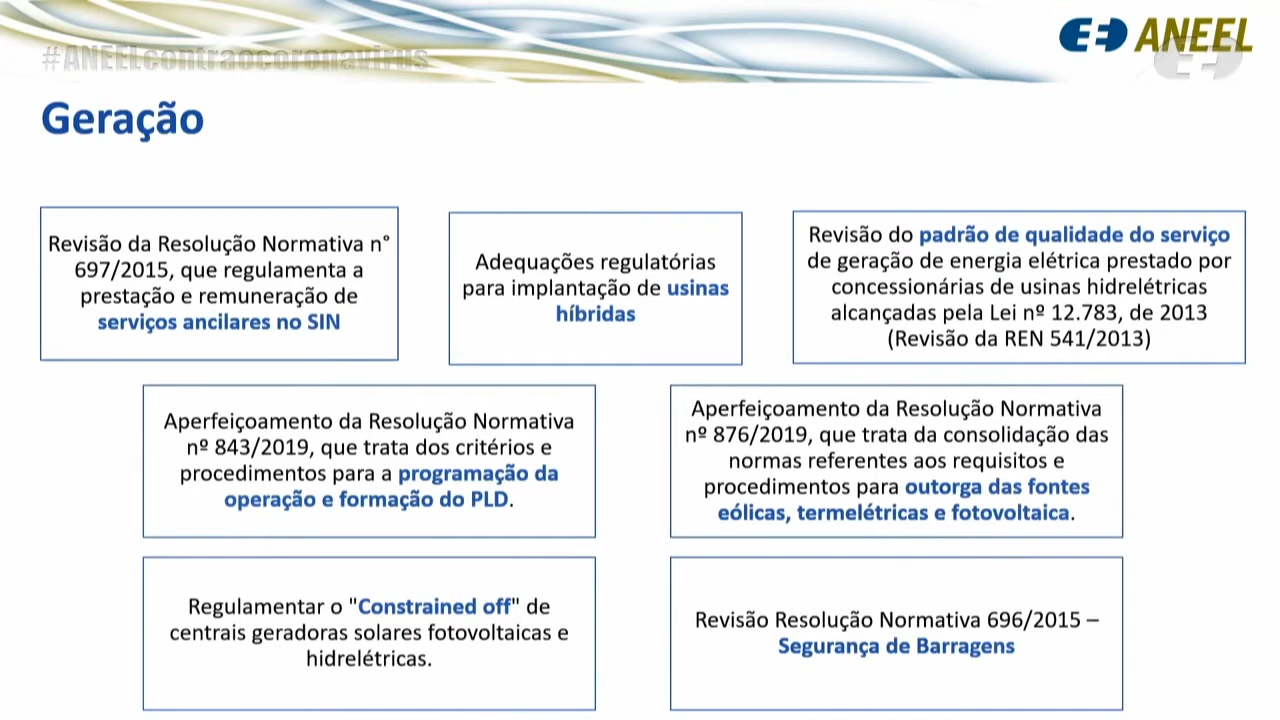 #ANEELcontraocoronavirus
ANEEL
Geração
Revisão da Resolução Normativa n°
697/2015, que regulamenta a
prestação e remuneração de
serviços ancilares no SIN
Adequações regulatórias
para implantação de usinas
híbridas
Revisão do padrão de qualidade do serviço
de geração de energia elétrica prestado por
concessionárias de usinas hidrelétricas
alcançadas pela Lei nº 12.783, de 2013
(Revisão da REN 541/2013)
Aperfeiçoamento da Resolução Normativa
nº 843/2019, que trata dos critérios e
procedimentos para a programação da
operação e formação do PLD.
Aperfeiçoamento da Resolução Normativa
nº 876/2019, que trata da consolidação das
normas referentes aos requisitos e
procedimentos para outorga das fontes
eólicas, termelétricas e fotovoltaica.
Regulamentar o "Constrained off" de
centrais geradoras solares fotovoltaicas e
hidrelétricas.
Revisão Resolução Normativa 696/2015 –
Segurança de Barragens